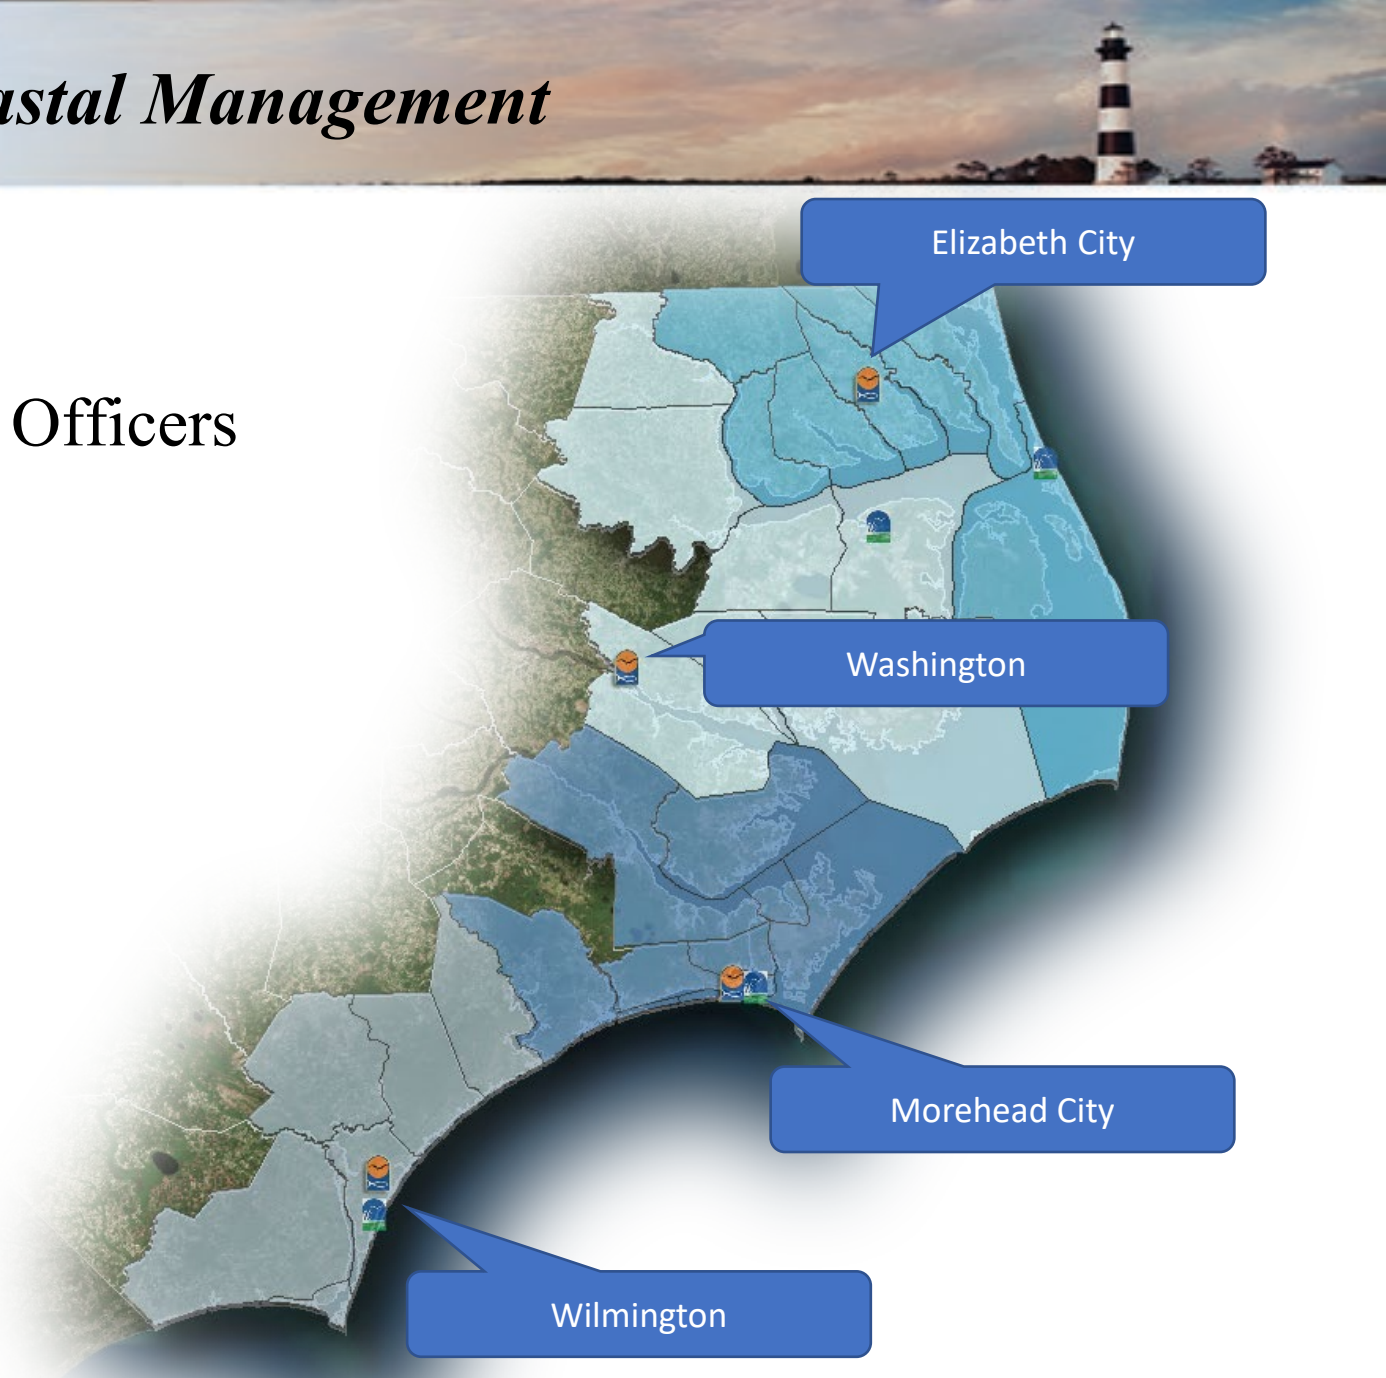 astal Management
Elizabeth City
Officers
Washington
Morehead City
Wilmington